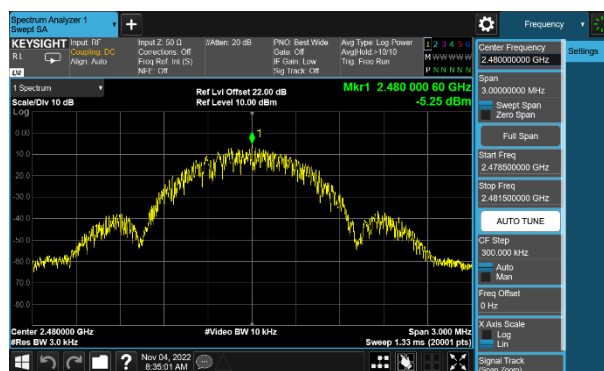 Spectrum Analyzer 1
Swept SA
+
Frequency
KEYSIGHT
R L
LXI
Input: RF
Coupling: DC
Align: Auto
Input Z: 50 Ω
Corrections: Off
Freq Ref: Int (S)
NFE: Off
#Atten: 20 dB
PNO: Best Wide
Gate: Off
IF Gain: Low
Sig Track: Off
Avg Type: Log Power
Avg|Hold:>10/10
Trig: Free Run
1 2 3 4 5 6
M W W W W W
P N N N N N
Center Frequency
2.480000000 GHz
Settings
1 Spectrum
Scale/Div 10 dB
Log
Ref Lvl Offset 22.00 dB
Ref Level 10.00 dBm
Mkr1 2.480 000 60 GHz
-5.25 dBm
Span
3.00000000 MHz
Swept Span
Zero Span
Full Span
Start Freq
2.478500000 GHz
Stop Freq
2.481500000 GHz
AUTO TUNE
CF Step
300.000 kHz
Auto
Man
Freq Offset
0 Hz
X Axis Scale
Log
Lin
Signal Track
(Span Zoom)
1
0.00
-10.0
-20.0
-30.0
-40.0
-50.0
-60.0
-70.0
-80.0
Center 2.480000 GHz
#Res BW 3.0 kHz
#Video BW 10 kHz
Span 3.000 MHz
Sweep 1.33 ms (20001 pts)
?
Nov 04, 2022
8:35:01 AM